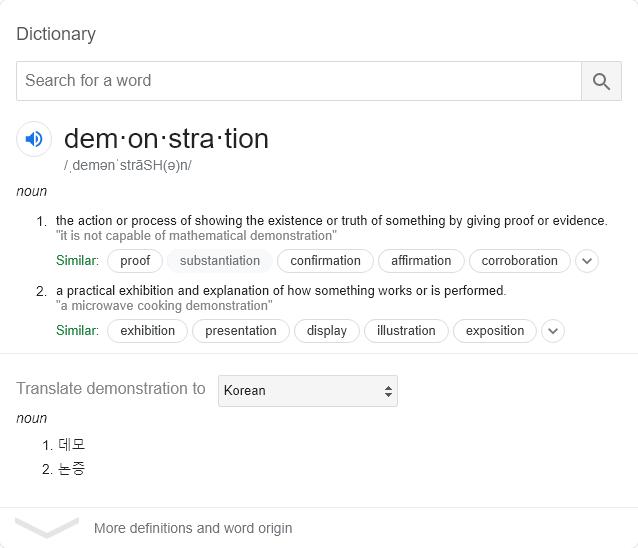 Dictionary
Search for a word
dem·on·stra·tion
/ˌdemənˈstrāSH(ə)n/
noun
1. the action or process of showing the existence or truth of something by giving proof or evidence.
"it is not capable of mathematical demonstration"
Similar: proof substantiation confirmation affirmation corroboration
2. a practical exhibition and explanation of how something works or is performed.
"a microwave cooking demonstration"
Similar: exhibition presentation display illustration exposition
Translate demonstration to Korean
noun
1. 데모
2. 논증
More definitions and word origin